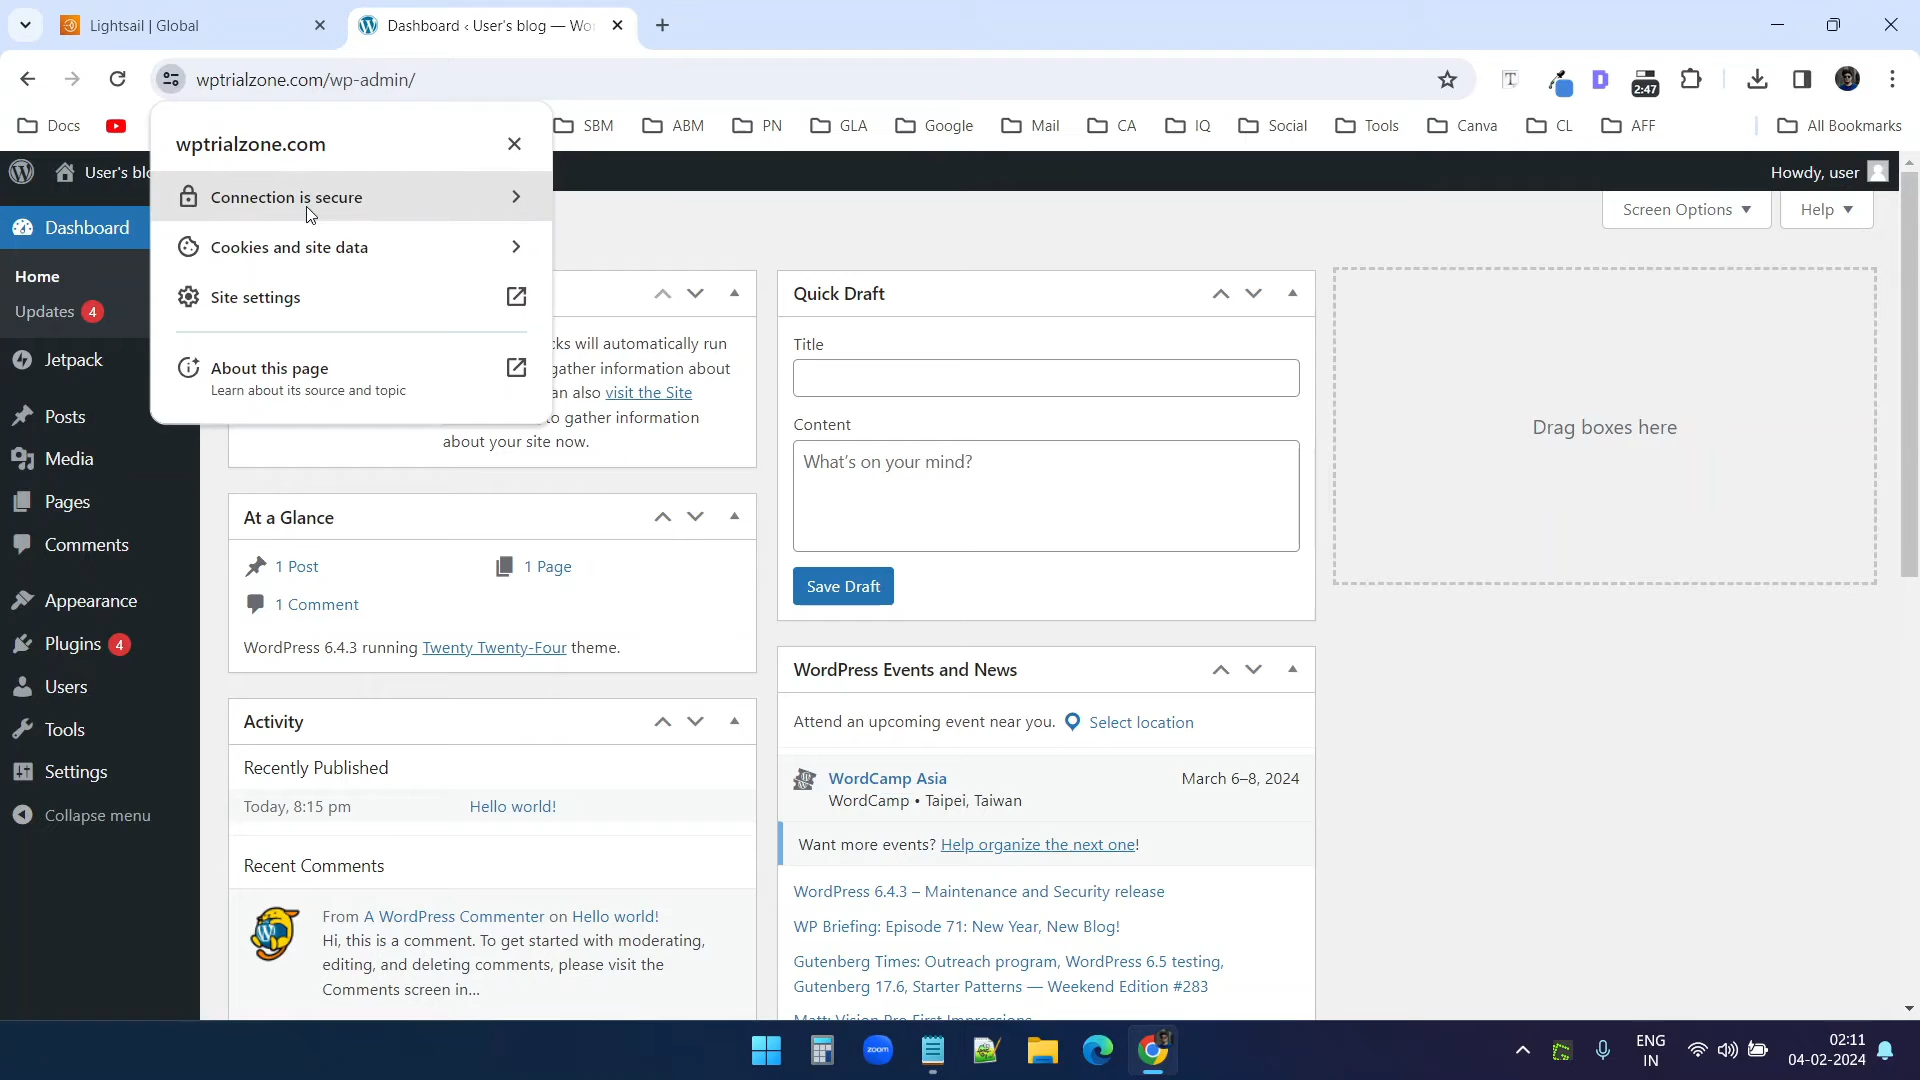 Lightsail | Global
Dashboard ‹ User's blog — Wo
wptrialzone.com/wp-admin/
2:47
Docs
SBM
ABM
PN
GLA
Google
Mail
CA
IQ
Social
Tools
Canva
CL
AFF
All Bookmarks
wptrialzone.com
Connection is secure
Cookies and site data
Site settings
About this page
Learn about its source and topic
User's blo
Howdy, user
Screen Options
Help
Dashboard
Home
Updates 4
Jetpack
Posts
Media
Pages
Comments
Appearance
Plugins 4
Users
Tools
Settings
Collapse menu
cks will automatically run
gather information about
an also visit the Site
to gather information
about your site now.
At a Glance
1 Post
1 Page
1 Comment
WordPress 6.4.3 running Twenty Twenty-Four theme.
Activity
Recently Published
Today, 8:15 pm
Hello world!
Recent Comments
From A WordPress Commenter on Hello world!
Hi, this is a comment. To get started with moderating,
editing, and deleting comments, please visit the
Comments screen in...
Quick Draft
Title
Content
What's on your mind?
Save Draft
WordPress Events and News
Attend an upcoming event near you. Select location
WordCamp Asia
March 6–8, 2024
WordCamp • Taipei, Taiwan
Want more events? Help organize the next one!
WordPress 6.4.3 – Maintenance and Security release
WP Briefing: Episode 71: New Year, New Blog!
Gutenberg Times: Outreach program, WordPress 6.5 testing,
Gutenberg 17.6, Starter Patterns — Weekend Edition #283
Matt: Vision Pro First Impressions
Drag boxes here
zoom
ENG
IN
02:11
04-02-2024